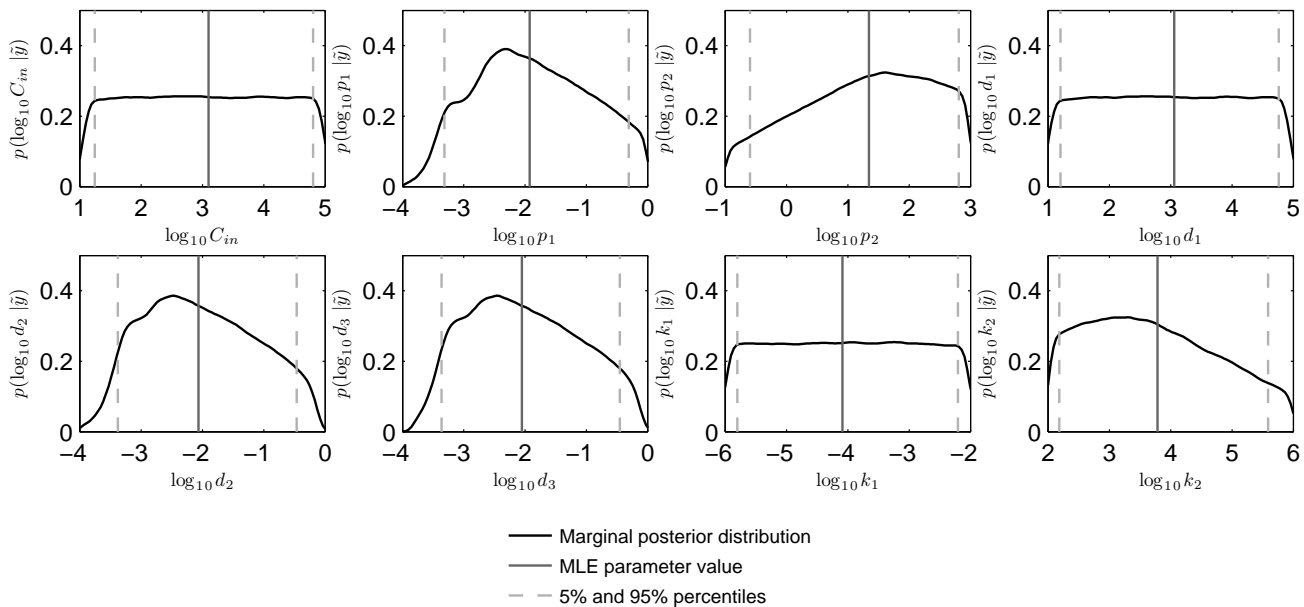 p(log₁₀ C_in |ỹ)
0.4
0.2
0
1 2 3 4 5
log₁₀ C_in
p(log₁₀ p₁ |ỹ)
0.4
0.2
0
−4 −3 −2 −1 0
log₁₀ p₁
p(log₁₀ p₂ |ỹ)
0.4
0.2
0
−1 0 1 2 3
log₁₀ p₂
p(log₁₀ d₁ |ỹ)
0.4
0.2
0
1 2 3 4 5
log₁₀ d₁
p(log₁₀ d₂ |ỹ)
0.4
0.2
0
−4 −3 −2 −1 0
log₁₀ d₂
p(log₁₀ d₃ |ỹ)
0.4
0.2
0
−4 −3 −2 −1 0
log₁₀ d₃
p(log₁₀ k₁ |ỹ)
0.4
0.2
0
−6 −5 −4 −3 −2
log₁₀ k₁
p(log₁₀ k₂ |ỹ)
0.4
0.2
0
2 3 4 5 6
log₁₀ k₂
Marginal posterior distribution
MLE parameter value
5% and 95% percentiles